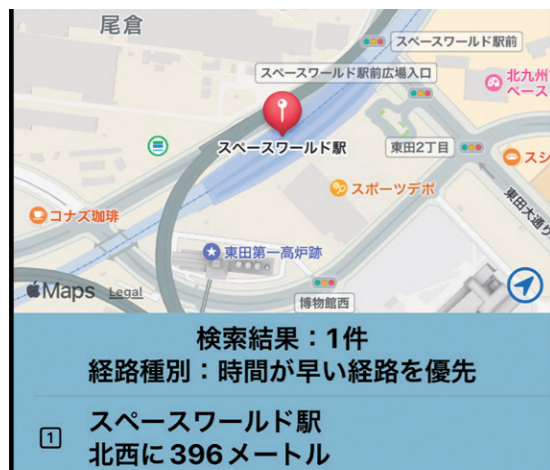 尾倉
スペースワールド駅前
スペースワールド駅前広場入口
北九州
ペース
スペースワールド駅
東田2丁目
スシ
スポーツデポ
東田大通り
コナズ珈琲
東田第一高炉跡
Maps Legal
博物館西
検索結果：1件
経路種別：時間が早い経路を優先
1 スペースワールド駅
北西に396メートル